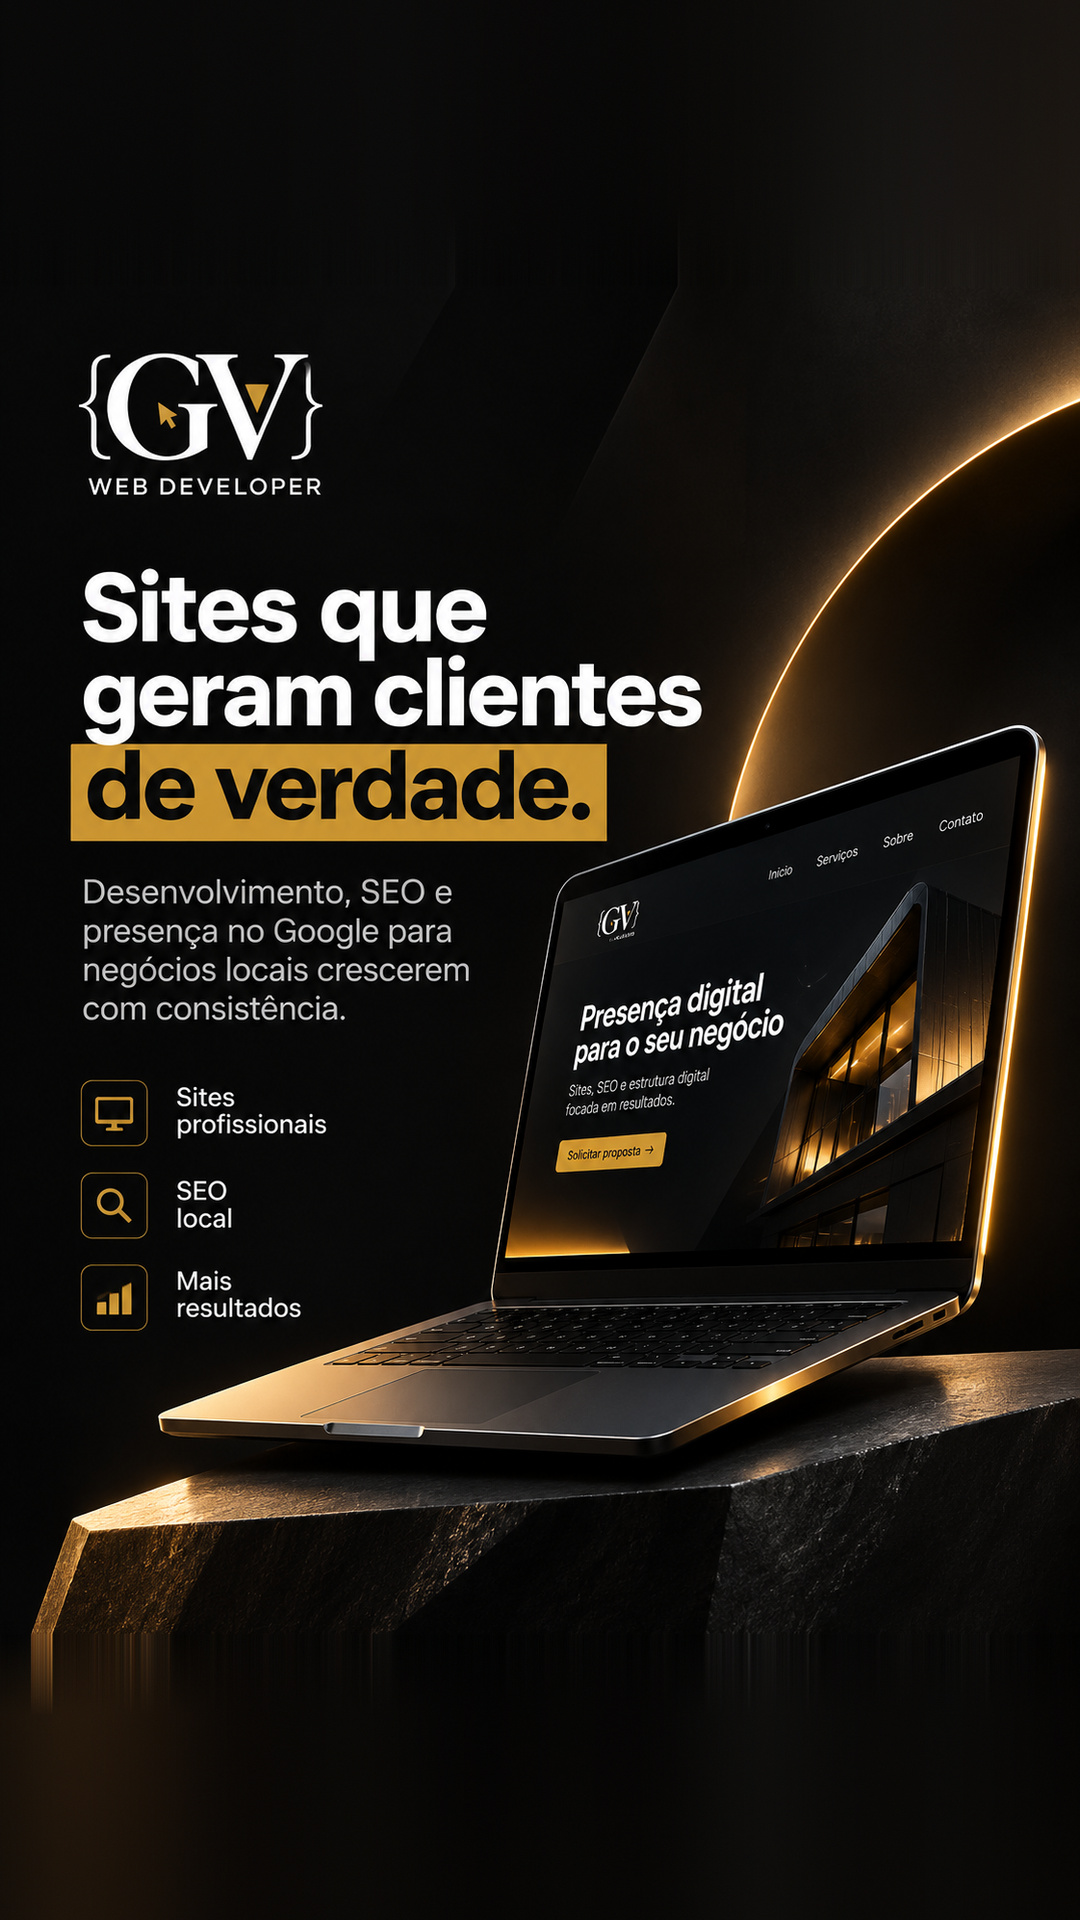 {GV}
WEB DEVELOPER
Sites que
geram clientes
de verdade.
Desenvolvimento, SEO e
presença no Google para
negócios locais crescerem
com consistência.
Sites
profissionais
SEO
local
Mais
resultados
Início Serviços Sobre Contato
{GV}
Presença digital
para o seu negócio
Sites, SEO e estrutura digital
focada em resultados.
Solicitar proposta →